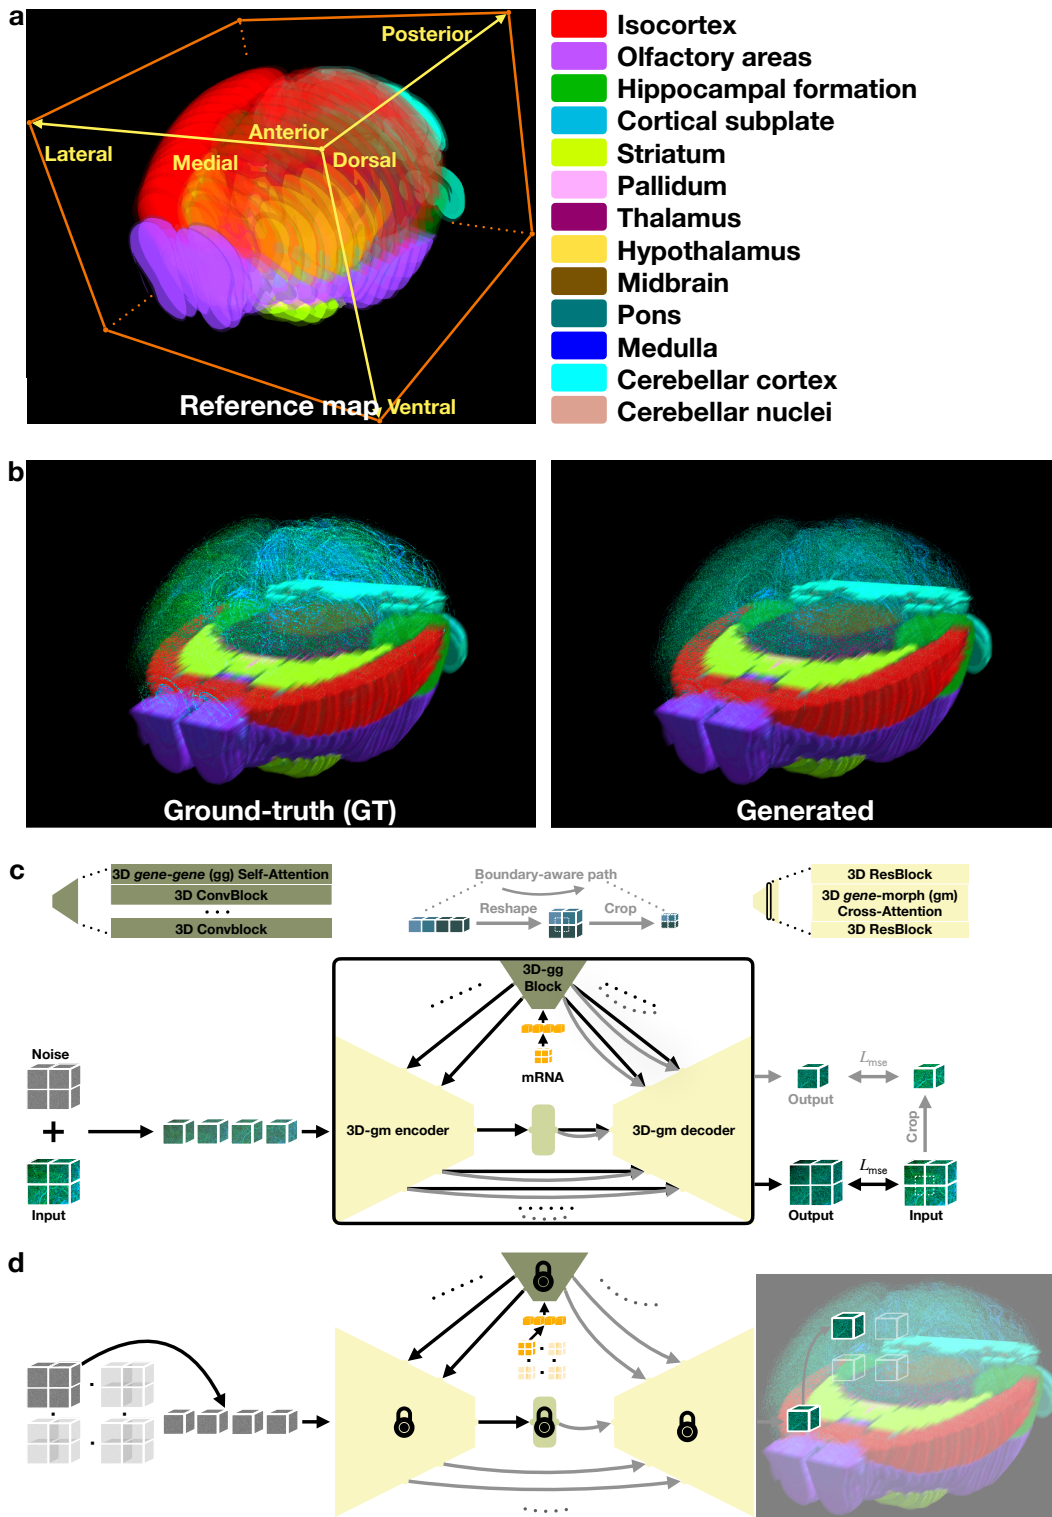 a
Posterior
Anterior
Lateral
Medial
Dorsal
Reference map
Ventral
Isocortex
Olfactory areas
Hippocampal formation
Cortical subplate
Striatum
Pallidum
Thalamus
Hypothalamus
Midbrain
Pons
Medulla
Cerebellar cortex
Cerebellar nuclei
b
Ground-truth (GT)
Generated
c
3D gene-gene (gg) Self-Attention
3D ConvBlock
...
3D Convblock
Boundary-aware path
Reshape
Crop
3D ResBlock
3D gene-morph (gm)
Cross-Attention
3D ResBlock
3D-gg
Block
mRNA
Noise
+
Input
3D-gm encoder
3D-gm decoder
Output
Lmse
Crop
Output
Lmse
Input
d